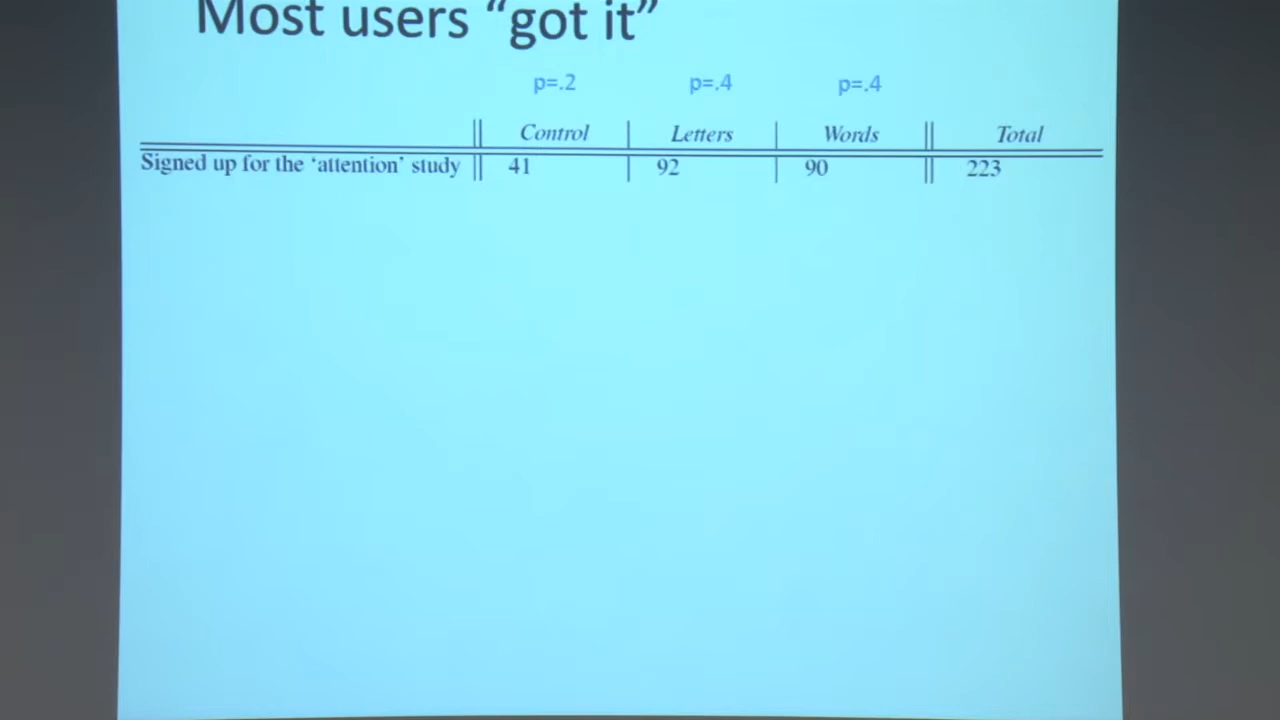 Most users “got it”
p=.2 p=.4 p=.4
Control Letters Words Total
Signed up for the ‘attention’ study 41 92 90 223